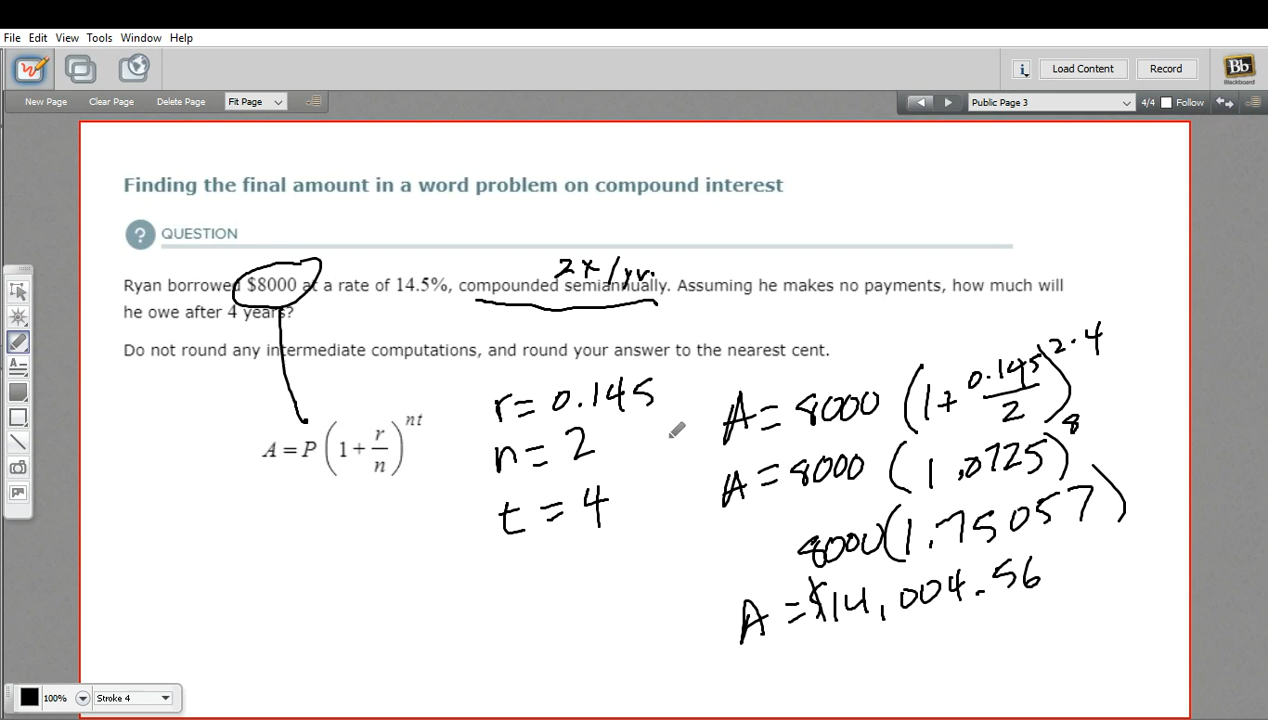 File Edit View Tools Window Help
i Load Content Record Bb Blackboard
New Page Clear Page Delete Page Fit Page Public Page 3 4/4 Follow
Finding the final amount in a word problem on compound interest
? QUESTION
2x/yr.
Ryan borrowed $8000 at a rate of 14.5%, compounded semiannually. Assuming he makes no payments, how much will
he owe after 4 years?
Do not round any intermediate computations, and round your answer to the nearest cent.
A = P (1 + r/n)^nt
r = 0.145
n = 2
t = 4
A = 8000 (1 + 0.145/2)^2·4
A = 8000 (1.0725)^8
8000(1.75057)
A = $14,004.56
100% Stroke 4